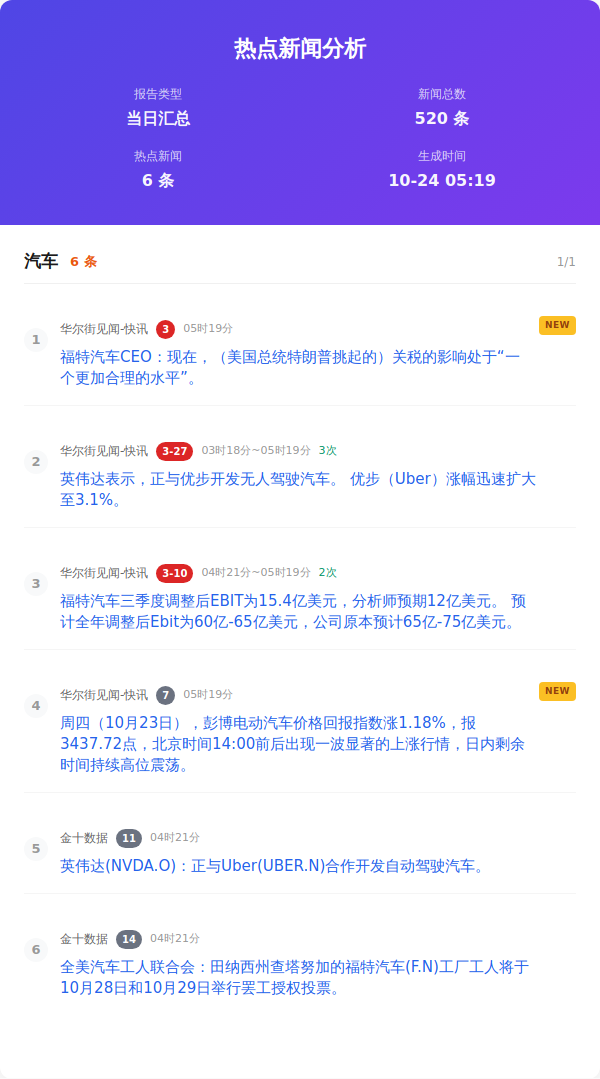 热点新闻分析
报告类型
当日汇总
新闻总数
520 条
热点新闻
6 条
生成时间
10-24 05:19
汽车 6 条 1/1
1 华尔街见闻-快讯 3 05时19分 NEW
福特汽车CEO：现在，（美国总统特朗普挑起的）关税的影响处于“一
个更加合理的水平”。
2 华尔街见闻-快讯 3-27 03时18分~05时19分 3次
英伟达表示，正与优步开发无人驾驶汽车。 优步（Uber）涨幅迅速扩大
至3.1%。
3 华尔街见闻-快讯 3-10 04时21分~05时19分 2次
福特汽车三季度调整后EBIT为15.4亿美元，分析师预期12亿美元。 预
计全年调整后Ebit为60亿-65亿美元，公司原本预计65亿-75亿美元。
4 华尔街见闻-快讯 7 05时19分 NEW
周四（10月23日），彭博电动汽车价格回报指数涨1.18%，报
3437.72点，北京时间14:00前后出现一波显著的上涨行情，日内剩余
时间持续高位震荡。
5 金十数据 11 04时21分
英伟达(NVDA.O)：正与Uber(UBER.N)合作开发自动驾驶汽车。
6 金十数据 14 04时21分
全美汽车工人联合会：田纳西州查塔努加的福特汽车(F.N)工厂工人将于
10月28日和10月29日举行罢工授权投票。